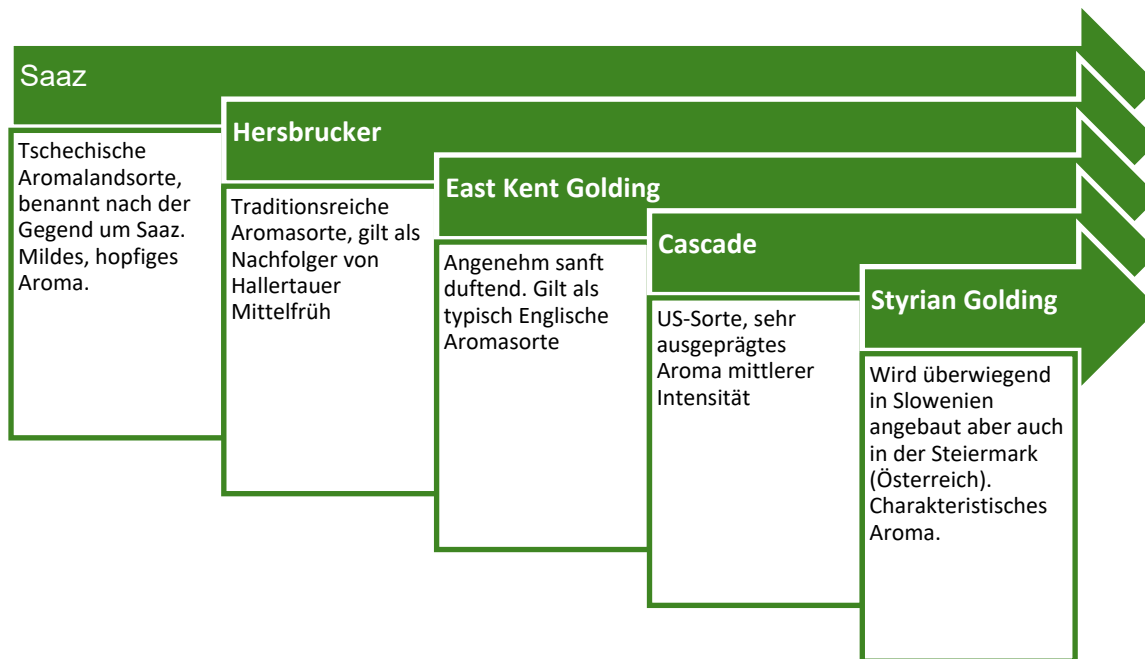 Saaz
Tschechische
Aromalandsorte,
benannt nach der
Gegend um Saaz.
Mildes, hopfiges
Aroma.
Hersbrucker
Traditionsreiche
Aromasorte, gilt als
Nachfolger von
Hallertauer
Mittelfrüh
East Kent Golding
Angenehm sanft
duftend. Gilt als
typisch Englische
Aromasorte
Cascade
US-Sorte, sehr
ausgeprägtes
Aroma mittlerer
Intensität
Styrian Golding
Wird überwiegend
in Slowenien
angebaut aber auch
in der Steiermark
(Österreich).
Charakteristisches
Aroma.